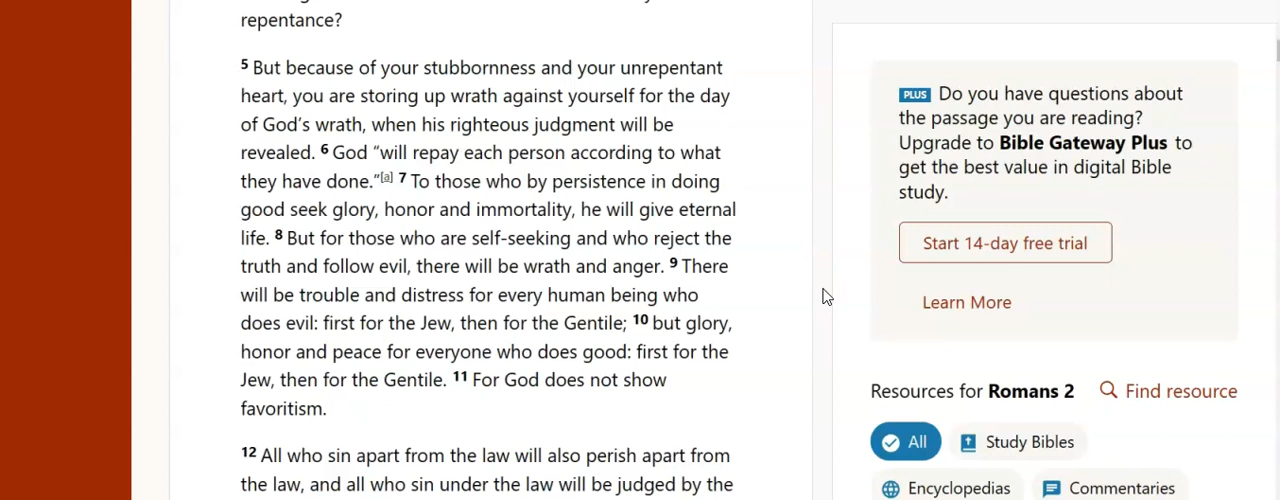 repentance?
5 But because of your stubbornness and your unrepentant
heart, you are storing up wrath against yourself for the day
of God’s wrath, when his righteous judgment will be
revealed. 6 God “will repay each person according to what
they have done.”[a] 7 To those who by persistence in doing
good seek glory, honor and immortality, he will give eternal
life. 8 But for those who are self-seeking and who reject the
truth and follow evil, there will be wrath and anger. 9 There
will be trouble and distress for every human being who
does evil: first for the Jew, then for the Gentile; 10 but glory,
honor and peace for everyone who does good: first for the
Jew, then for the Gentile. 11 For God does not show
favoritism.
12 All who sin apart from the law will also perish apart from
the law, and all who sin under the law will be judged by the
PLUS Do you have questions about
the passage you are reading?
Upgrade to Bible Gateway Plus to
get the best value in digital Bible
study.
Start 14-day free trial
Learn More
Resources for Romans 2 Find resource
All Study Bibles
Encyclopedias Commentaries